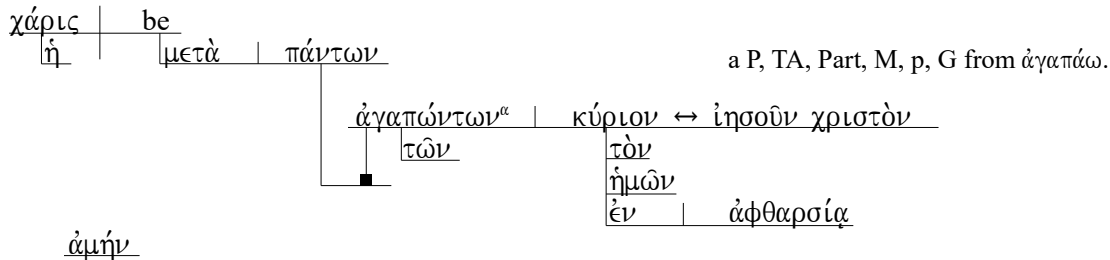 χάρις be
ἡ μετὰ πάντων
a P, TA, Part, M, p, G from ἀγαπάω.
ἀγαπώντωνᵅ κύριον ↔ ἰησοῦν χριστὸν
τῶν τὸν
ἡμῶν
ἐν ἀφθαρσίᾳ
ἀμήν